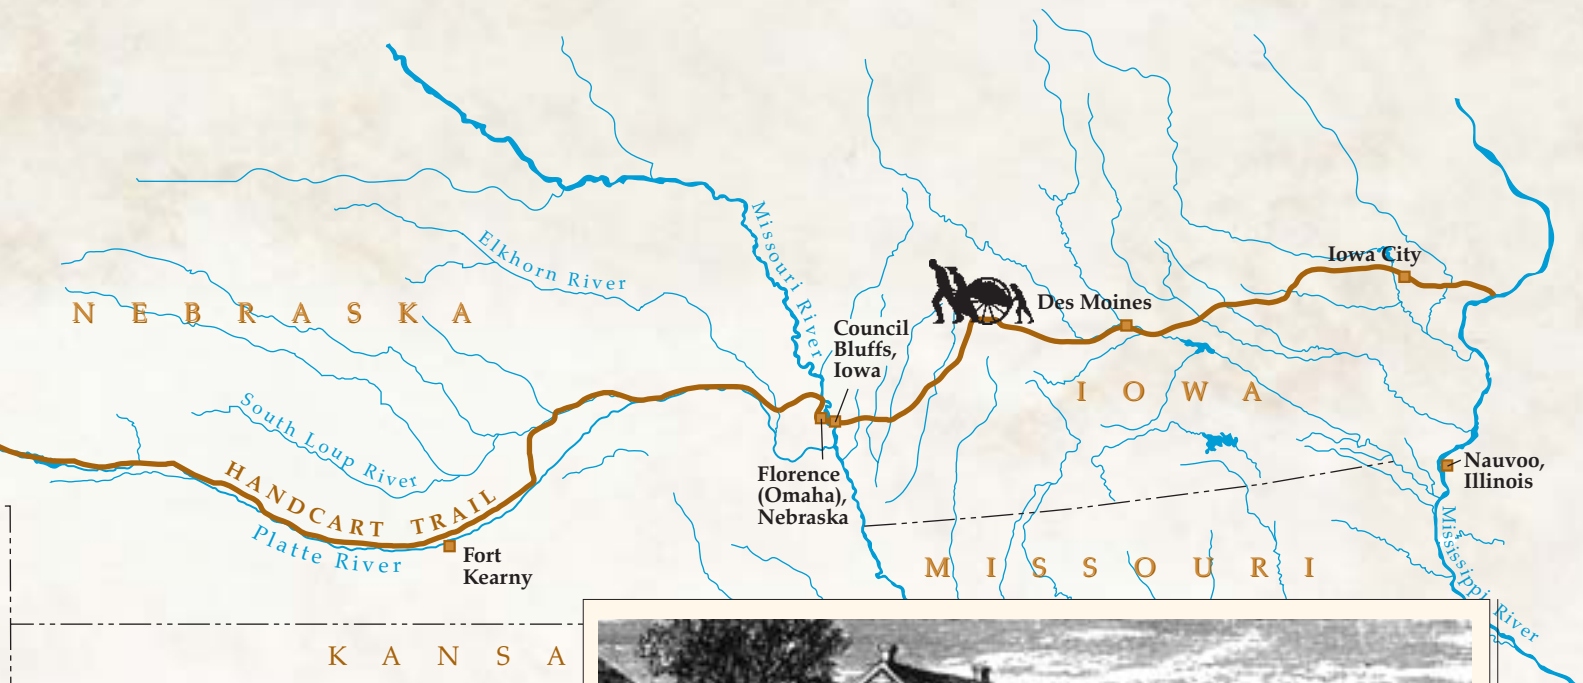 Missouri River
Elkhorn River
Iowa City
NEBRASKA
Des Moines
Council
Bluffs,
Iowa
IOWA
South Loup River
HANDCART TRAIL
Platte River
Florence
(Omaha),
Nebraska
Nauvoo,
Illinois
Fort
Kearny
MISSOURI
Mississippi River
KANSA